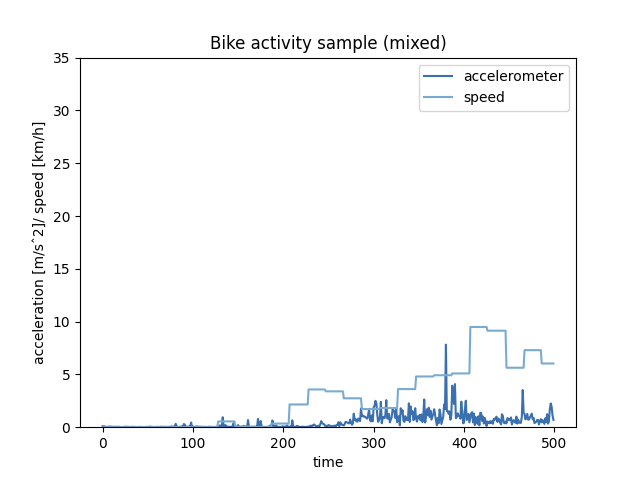 Bike activity sample (mixed)
acceleration [m/sˆ2]/ speed [km/h]
35
30
25
20
15
10
5
0
accelerometer
speed
0 100 200 300 400 500
time